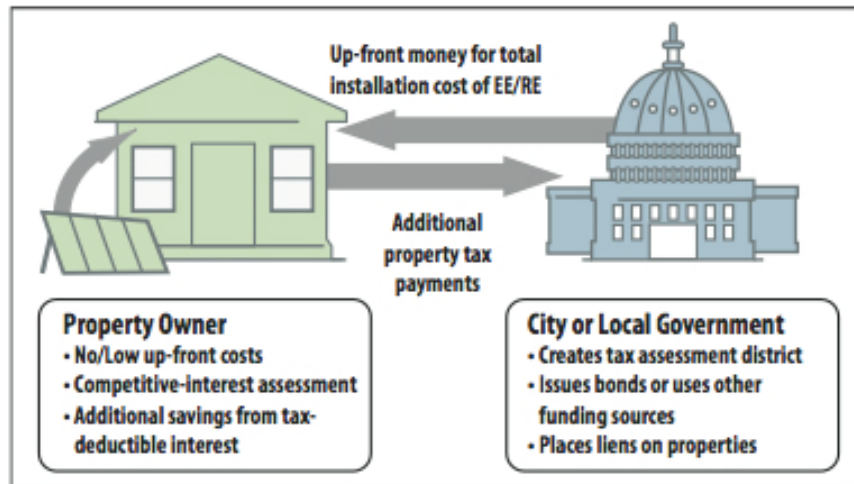 Up-front money for total
installation cost of EE/RE
Additional
property tax
payments
Property Owner
• No/Low up-front costs
• Competitive-interest assessment
• Additional savings from tax-
deductible interest
City or Local Government
• Creates tax assessment district
• Issues bonds or uses other
funding sources
• Places liens on properties